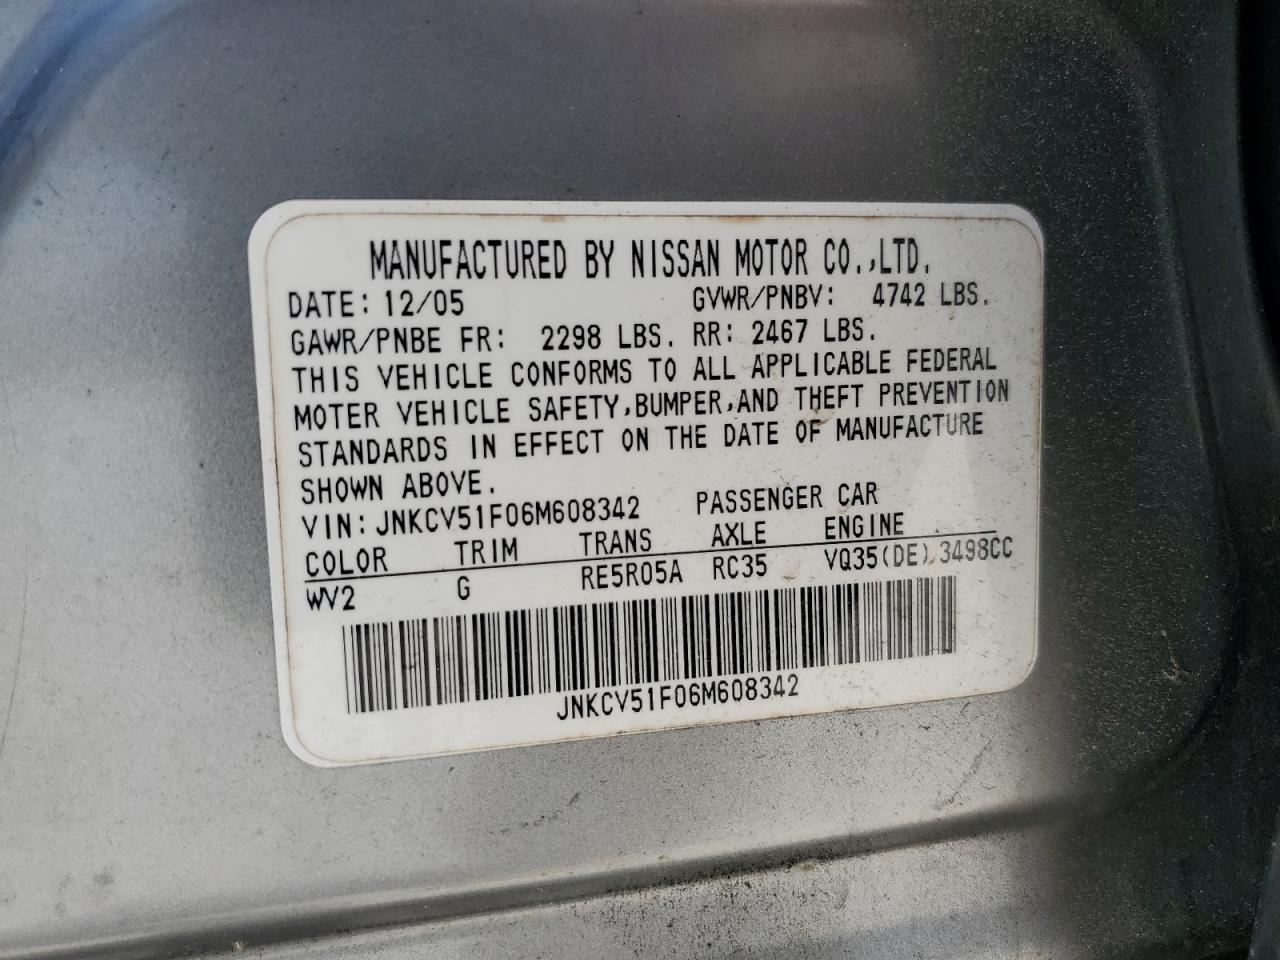 MANUFACTURED BY NISSAN MOTOR CO.,LTD.
DATE: 12/05 GVWR/PNBV: 4742 LBS.
GAWR/PNBE FR: 2298 LBS. RR: 2467 LBS.
THIS VEHICLE CONFORMS TO ALL APPLICABLE FEDERAL
MOTER VEHICLE SAFETY,BUMPER,AND THEFT PREVENTION
STANDARDS IN EFFECT ON THE DATE OF MANUFACTURE
SHOWN ABOVE.
VIN: JNKCV51F06M608342 PASSENGER CAR
COLOR TRIM TRANS AXLE ENGINE
WV2 G RE5R05A RC35 VQ35(DE) 3498CC
JNKCV51F06M608342